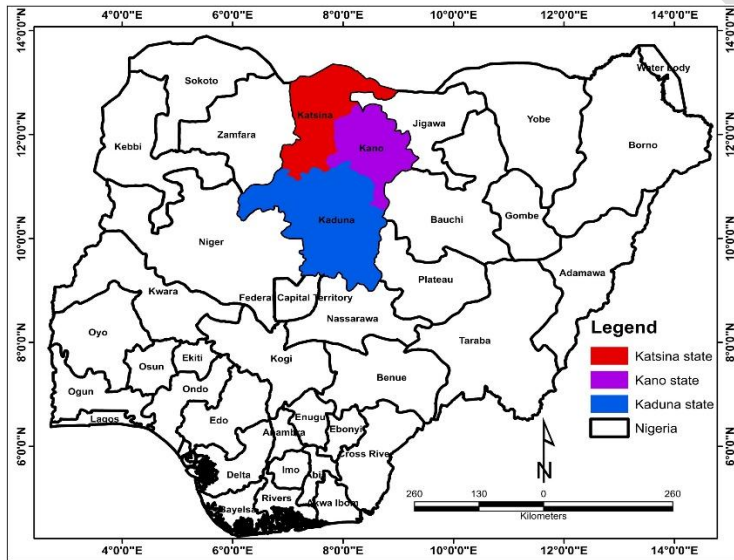 4°0'0"E 6°0'0"E 8°0'0"E 10°0'0"E 12°0'0"E 14°0'0"E
14°0'0"N
12°0'0"N
10°0'0"N
8°0'0"N
6°0'0"N
14°0'0"N
12°0'0"N
10°0'0"N
8°0'0"N
6°0'0"N
Water body
Sokoto
Katsina
Yobe
Jigawa
Zamfara
Borno
Kebbi
Kano
Kaduna
Bauchi
Gombe
Niger
Adamawa
Plateau
Kwara
Federal Capital Territory
Nassarawa
Oyo
Taraba
Ekiti
Kogi
Osun
Benue
Ogun
Ondo
Lagos
Edo
Enugu
Anambra
Ebonyi
Cross River
Imo
Abi
Delta
Rivers
Akwa Ibom
Bayelsa
Legend
Katsina state
Kano state
Kaduna state
Nigeria
N
260 130 0 260
Kilometers
4°0'0"E 6°0'0"E 8°0'0"E 10°0'0"E 12°0'0"E 14°0'0"E